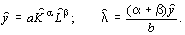 ŷ = aK̂^α L̂^β ;   λ̂ = (α + β)ŷ / b .